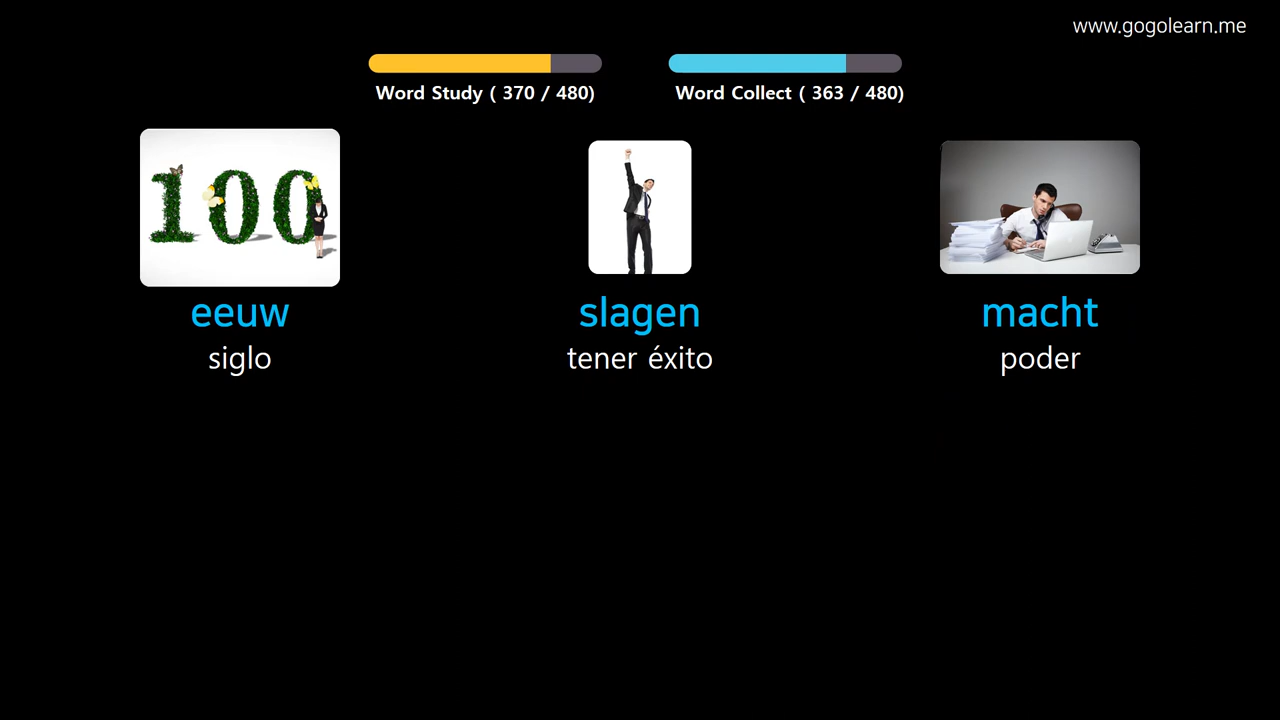 www.gogolearn.me
Word Study ( 370 / 480)
Word Collect ( 363 / 480)
100
eeuw
slagen
macht
siglo
tener éxito
poder